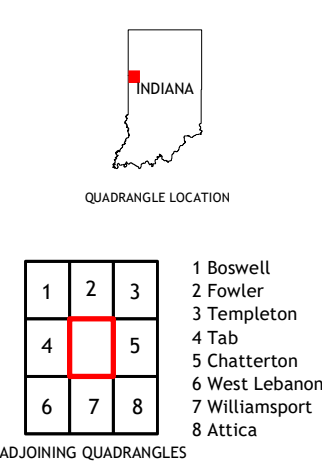 INDIANA
QUADRANGLE LOCATION
1 2 3
4 5
6 7 8
1 Boswell
2 Fowler
3 Templeton
4 Tab
5 Chatterton
6 West Lebanon
7 Williamsport
8 Attica
ADJOINING QUADRANGLES